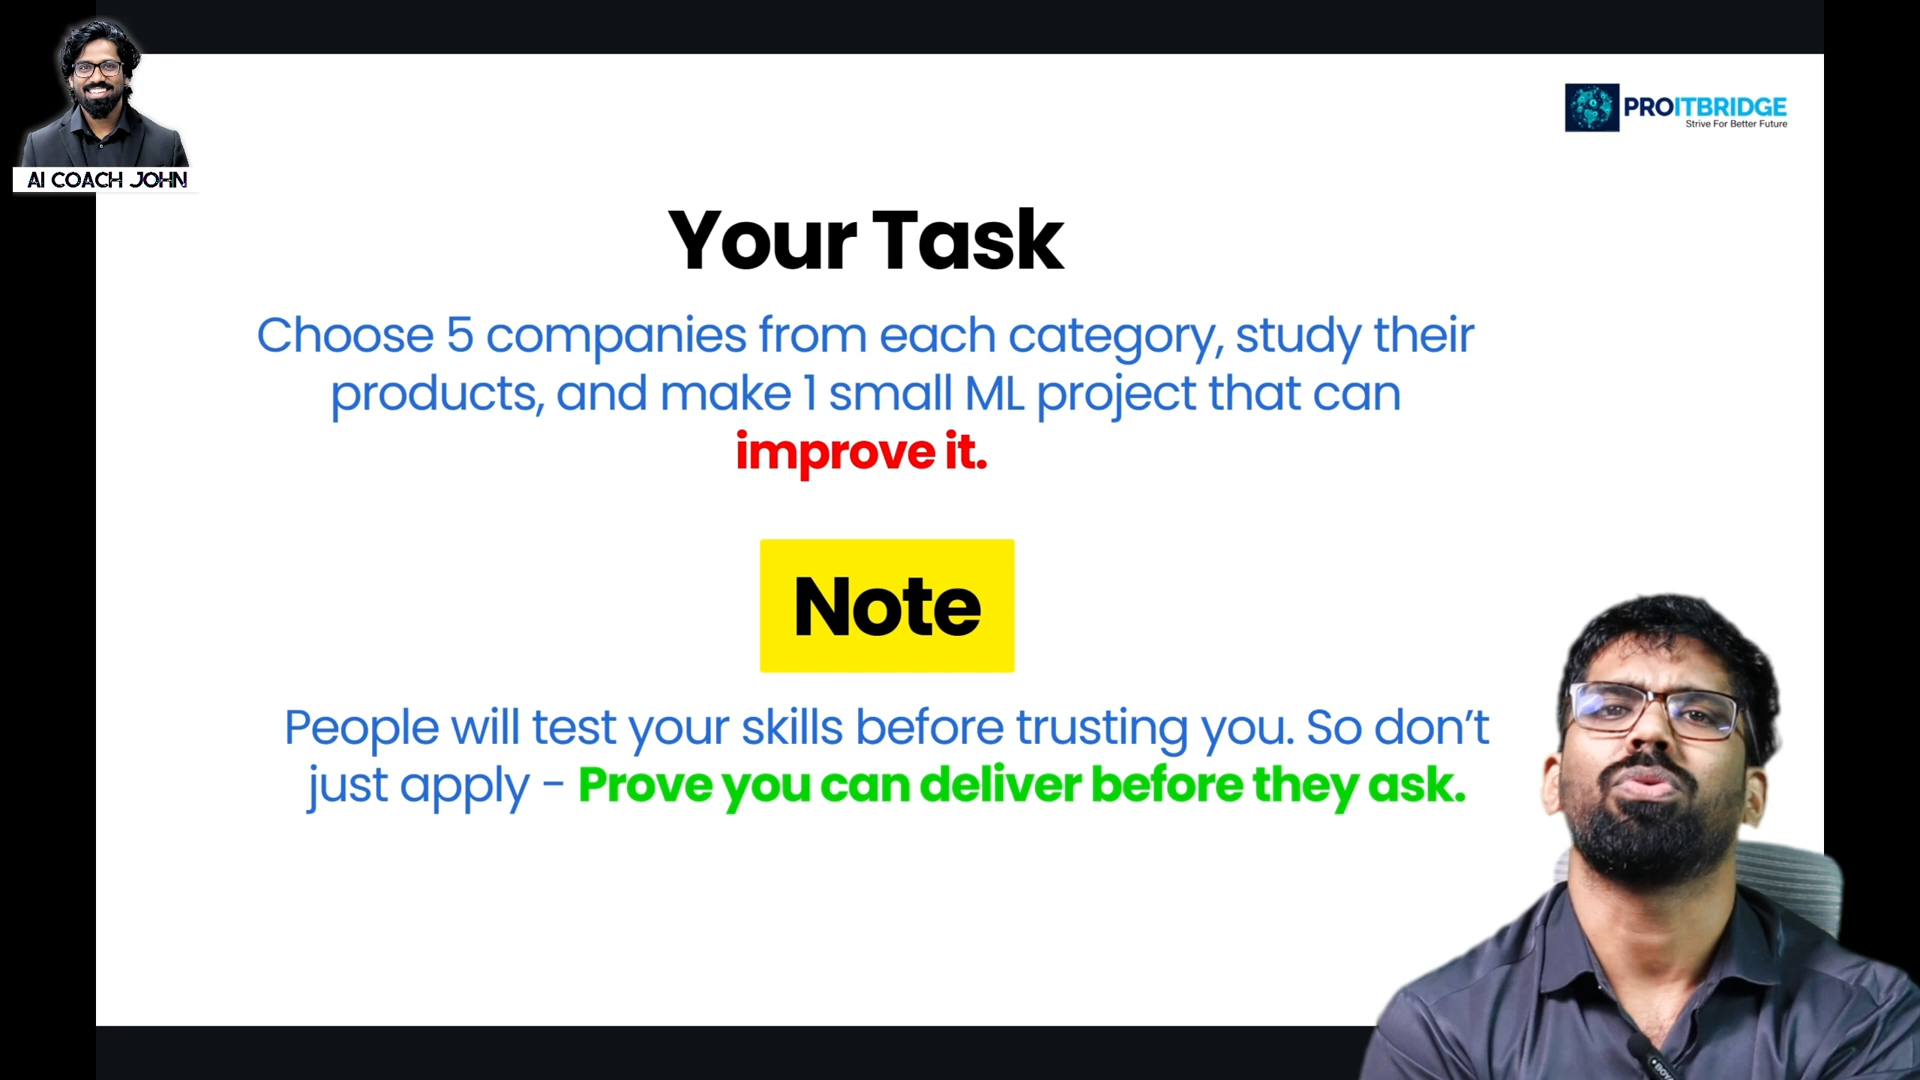 AI COACH JOHN
PROITBRIDGE
Strive For Better Future
Your Task
Choose 5 companies from each category, study their
products, and make 1 small ML project that can
improve it.
Note
People will test your skills before trusting you. So don’t
just apply - Prove you can deliver before they ask.